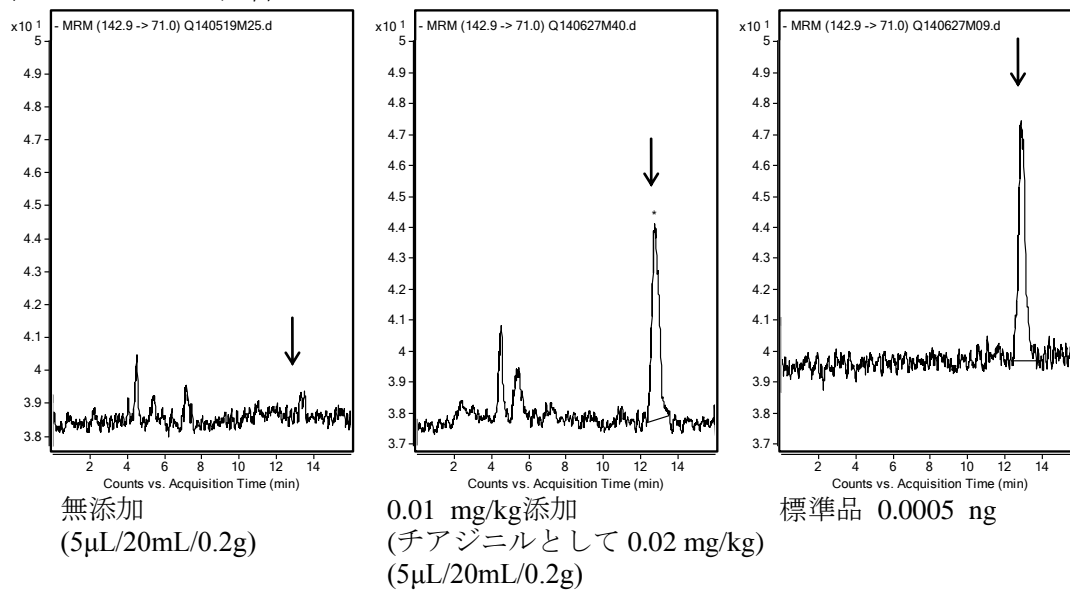 x10 1 - MRM (142.9 -> 71.0) Q140519M25.d
5
4.9
4.8
4.7
4.6
4.5
4.4
4.3
4.2
4.1
4
3.9
3.8
2 4 6 8 10 12 14
Counts vs. Acquisition Time (min)
無添加
(5μL/20mL/0.2g)
x10 1 - MRM (142.9 -> 71.0) Q140627M40.d
5
4.9
4.8
4.7
4.6
4.5
4.4
4.3
4.2
4.1
4
3.9
3.8
3.7
*
2 4 6 8 10 12 14
Counts vs. Acquisition Time (min)
0.01 mg/kg添加
(チアジニルとして 0.02 mg/kg)
(5μL/20mL/0.2g)
x10 1 - MRM (142.9 -> 71.0) Q140627M09.d
5
4.9
4.8
4.7
4.6
4.5
4.4
4.3
4.2
4.1
4
3.9
3.8
3.7
2 4 6 8 10 12 14
Counts vs. Acquisition Time (min)
標準品 0.0005 ng